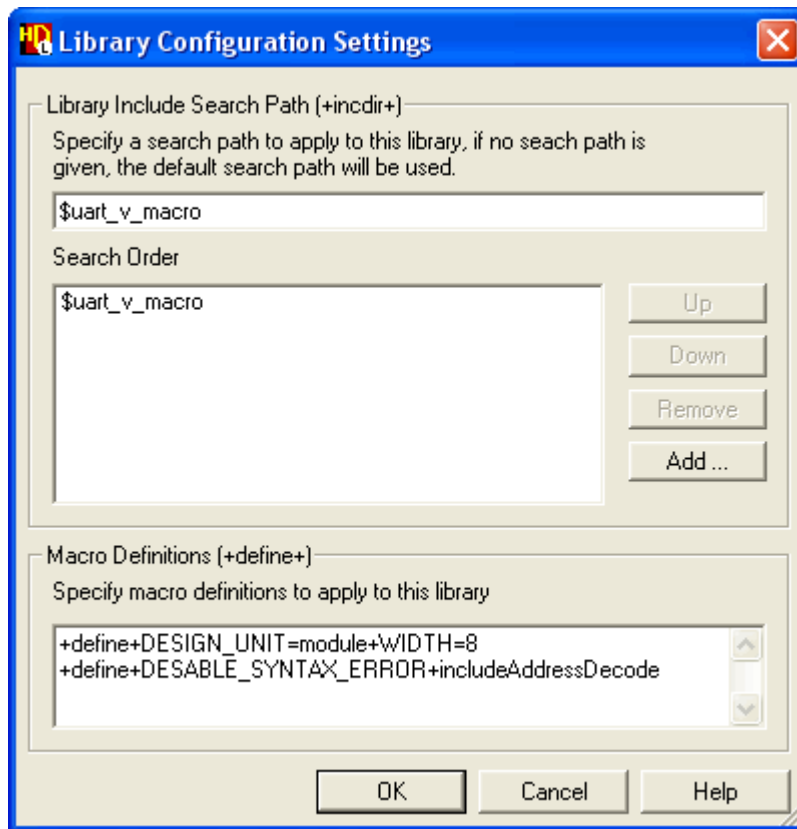 HDL Library Configuration Settings
Library Include Search Path (+incdir+)
Specify a search path to apply to this library, if no seach path is
given, the default search path will be used.
$uart_v_macro
Search Order
$uart_v_macro
Up
Down
Remove
Add ...
Macro Definitions (+define+)
Specify macro definitions to apply to this library
+define+DESIGN_UNIT=module+WIDTH=8
+define+DESABLE_SYNTAX_ERROR+includeAddressDecode
OK Cancel Help